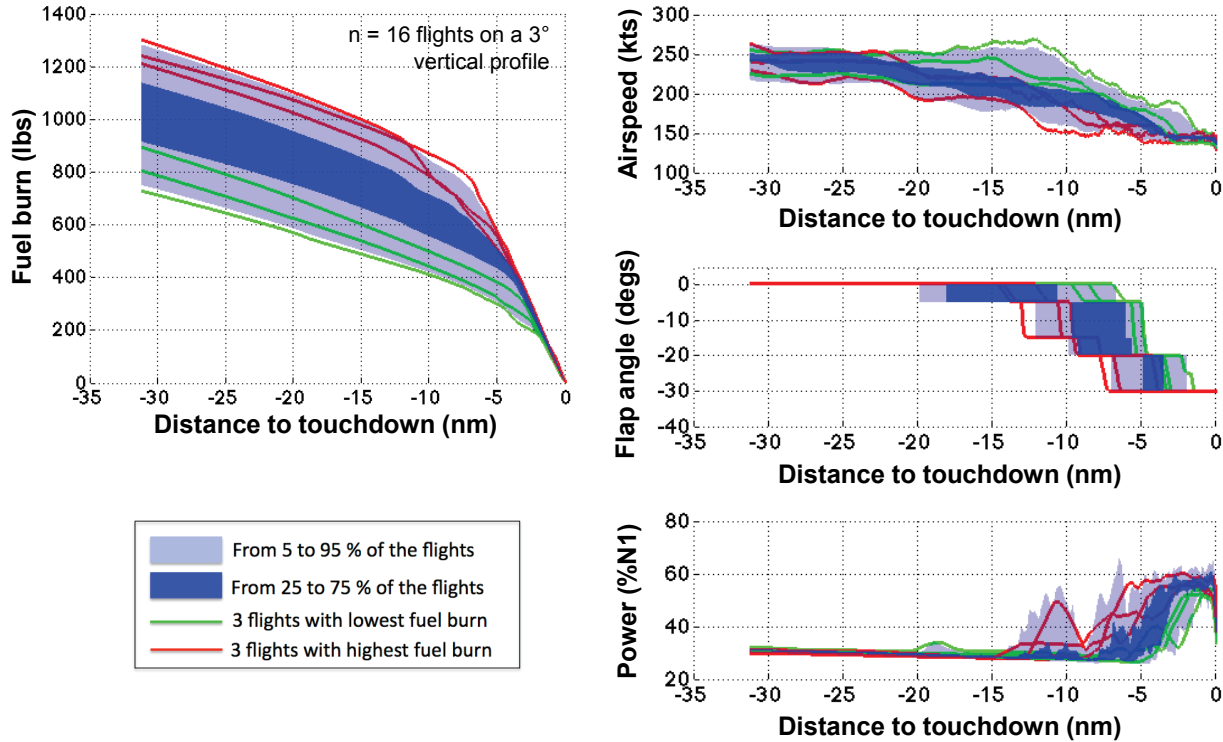 1400
1200
1000
800
600
400
200
0
Fuel burn (lbs)
n = 16 flights on a 3°
vertical profile
-35 -30 -25 -20 -15 -10 -5 0
Distance to touchdown (nm)
300
250
200
150
100
Airspeed (kts)
-35 -30 -25 -20 -15 -10 -5 0
Distance to touchdown (nm)
0
-10
-20
-30
-40
Flap angle (degs)
-35 -30 -25 -20 -15 -10 -5 0
Distance to touchdown (nm)
From 5 to 95 % of the flights
From 25 to 75 % of the flights
3 flights with lowest fuel burn
3 flights with highest fuel burn
80
60
40
20
Power (%N1)
-35 -30 -25 -20 -15 -10 -5 0
Distance to touchdown (nm)